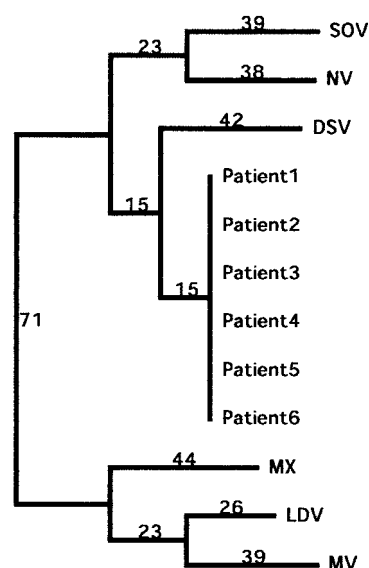 39 SOV
23
38 NV
42 DSV
Patient1
15
Patient2
Patient3
15
71 Patient4
Patient5
Patient6
44 MX
26 LDV
23
39 MV